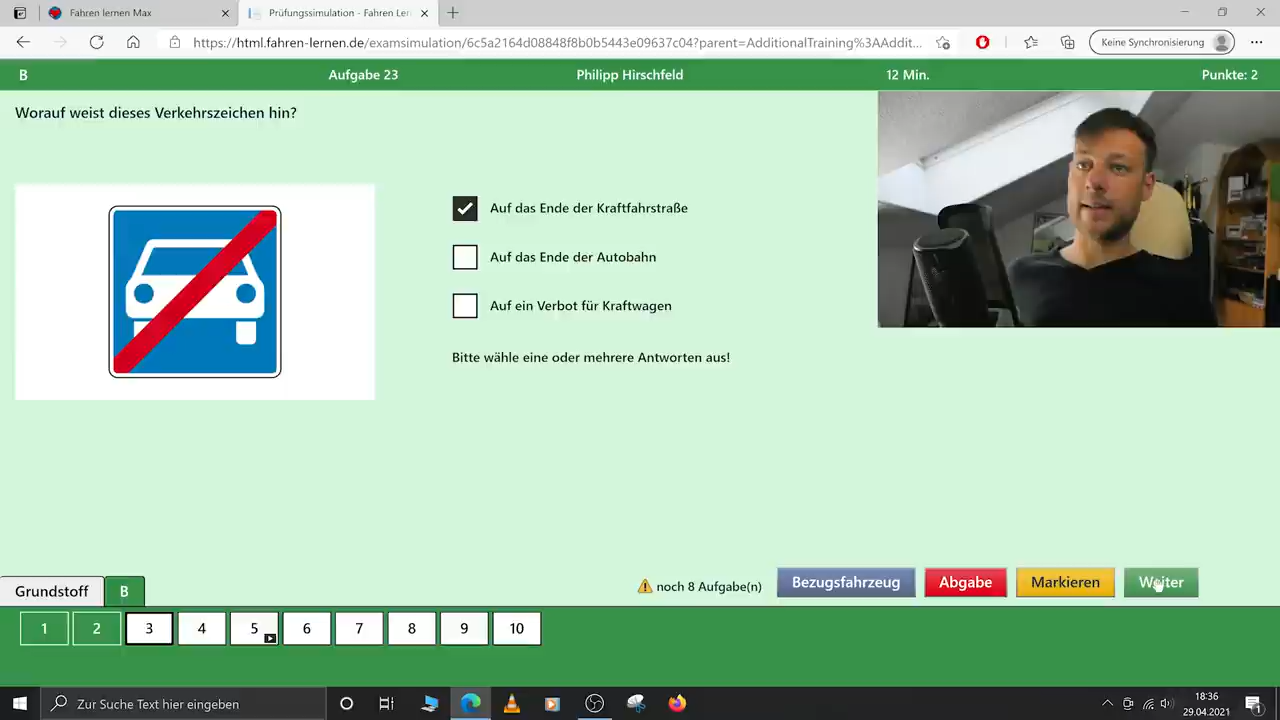 Fahren lernen Max
Prüfungssimulation - Fahren Ler
https://html.fahren-lernen.de/examsimulation/6c5a2164d08848f8b0b5443e09637c04?parent=AdditionalTraining%3AAddit...
Keine Synchronisierung
B
Aufgabe 23
Philipp Hirschfeld
12 Min.
Punkte: 2
Worauf weist dieses Verkehrszeichen hin?
Auf das Ende der Kraftfahrstraße
Auf das Ende der Autobahn
Auf ein Verbot für Kraftwagen
Bitte wähle eine oder mehrere Antworten aus!
Grundstoff
B
noch 8 Aufgabe(n)
Bezugsfahrzeug
Abgabe
Markieren
Weiter
1
2
3
4
5
6
7
8
9
10
Zur Suche Text hier eingeben
18:36
29.04.2021